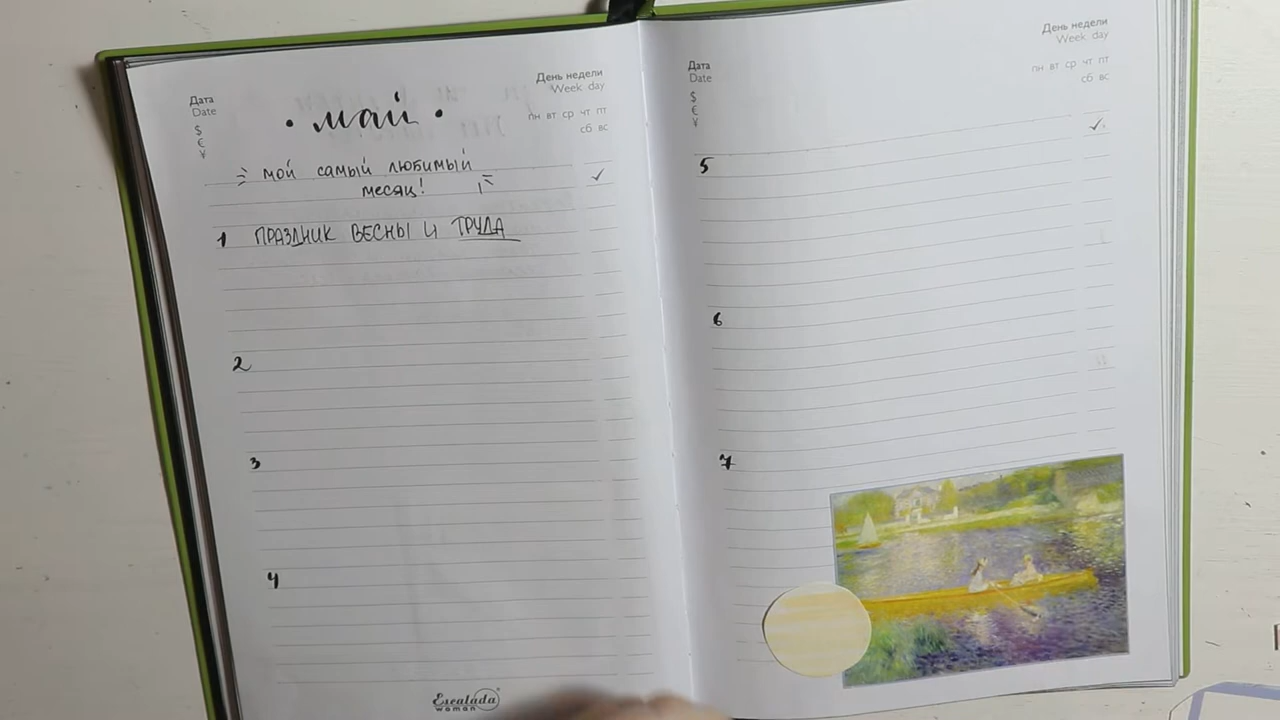 Дата
Date
$
€
¥
День недели
Week day
пн вт ср чт пт
сб вс
• май •
мой самый любимый
месяц!
1 ПРАЗДНИК ВЕСНЫ И ТРУДА
2
3
4
Escalada
woman
Дата
Date
$
€
¥
День недели
Week day
пн вт ср чт пт
сб вс
5
6
7